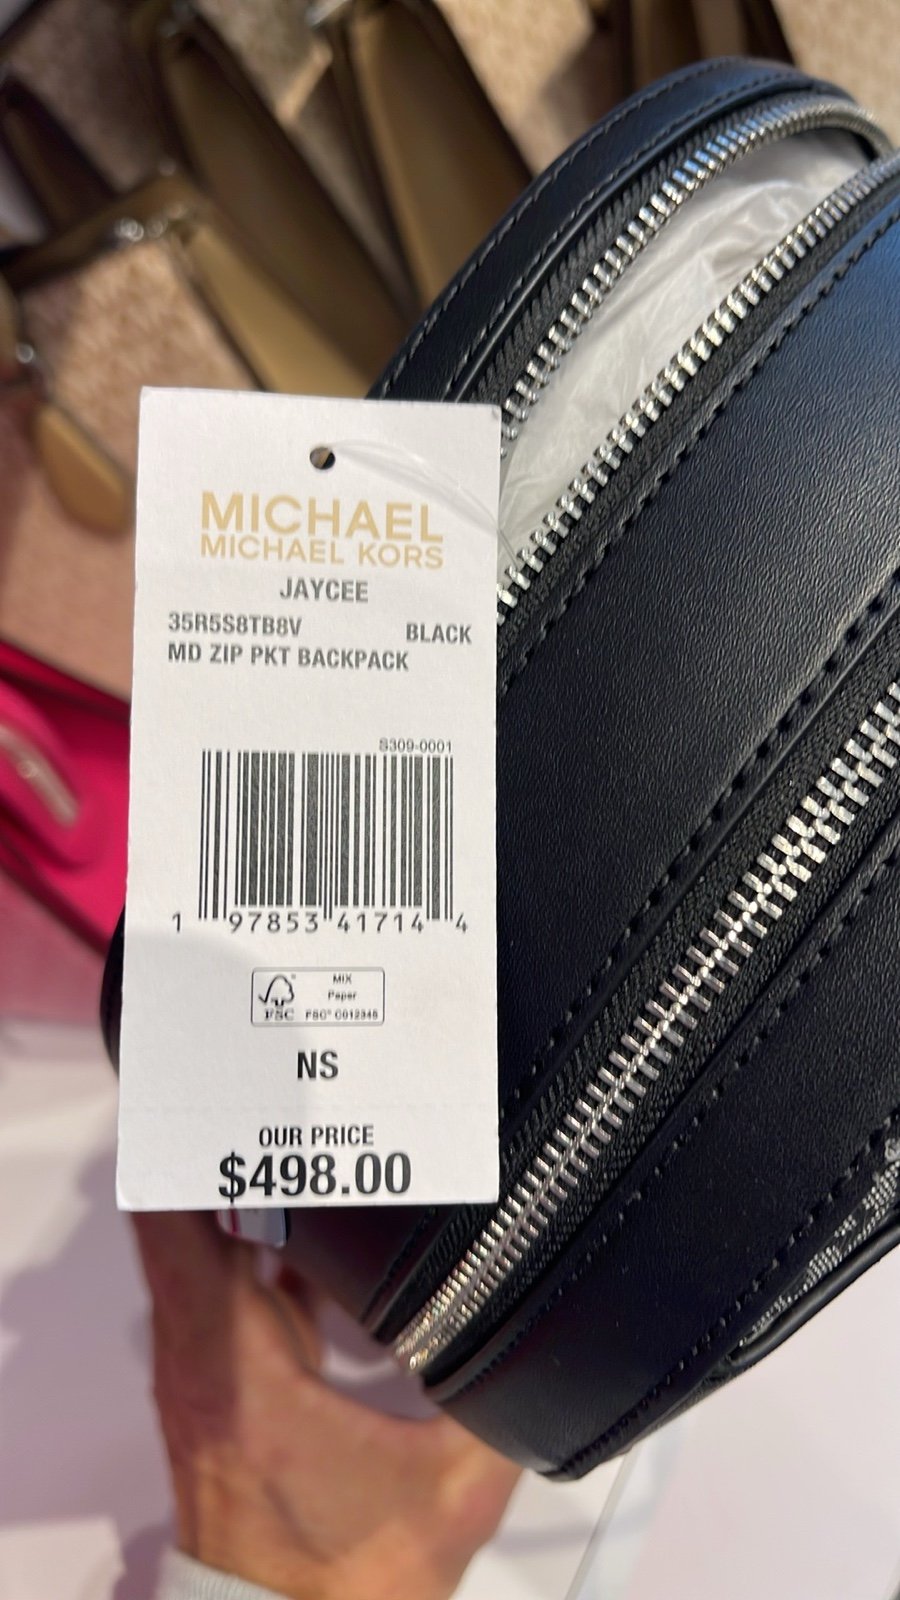 MICHAEL
MICHAEL KORS
JAYCEE
35R5S8TB8V BLACK
MD ZIP PKT BACKPACK
S309-0001
1 97853 41714 4
FSC
MIX
Paper
FSC® C012345
NS
OUR PRICE
$498.00